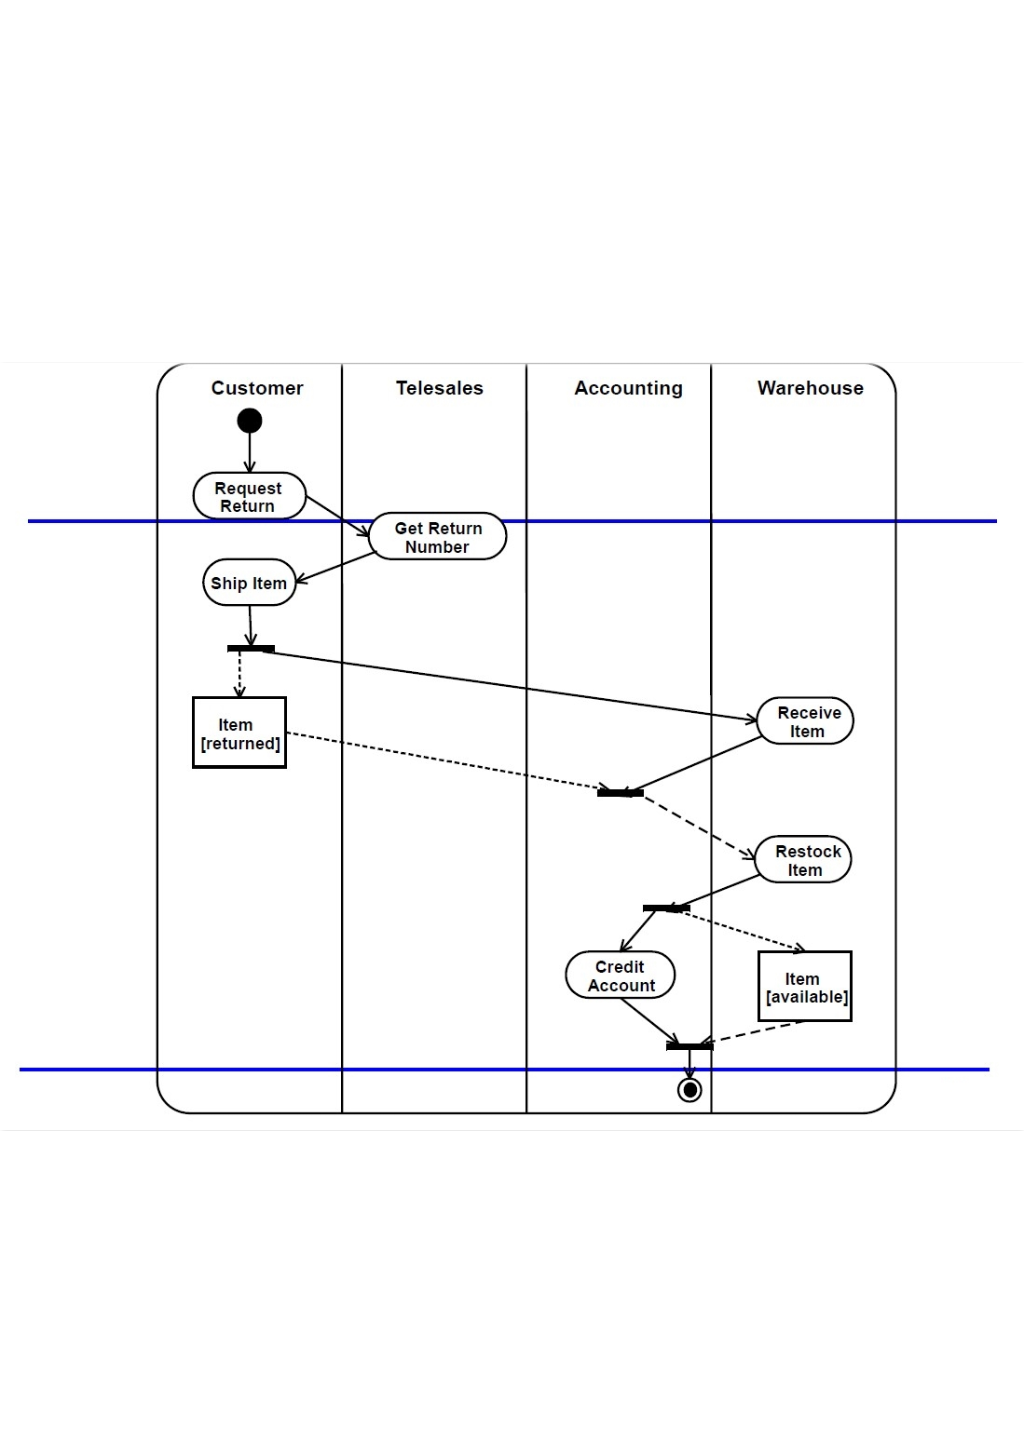 Customer
Telesales
Accounting
Warehouse
Request
Return
Get Return
Number
Ship Item
Item
[returned]
Receive
Item
Restock
Item
Credit
Account
Item
[available]